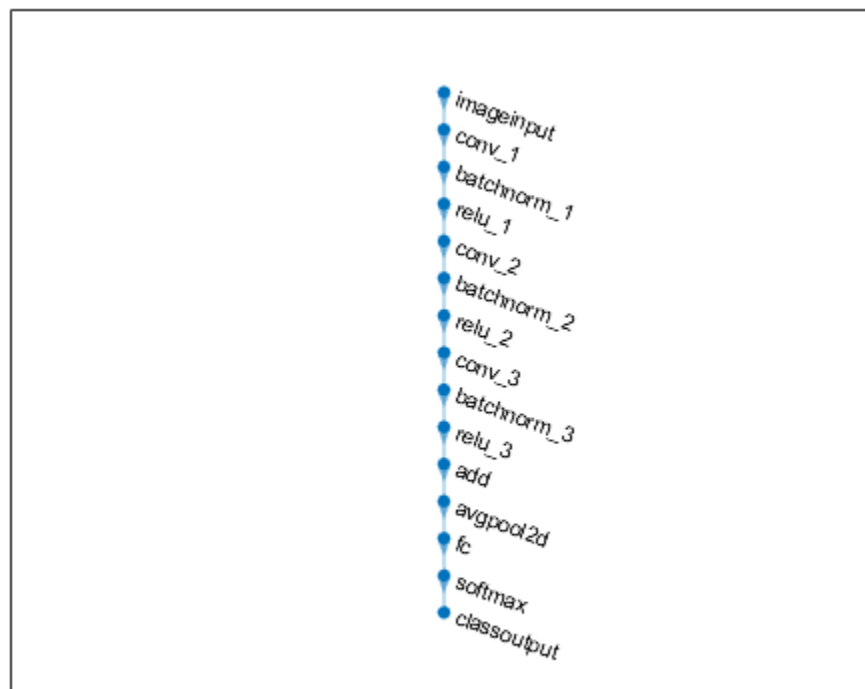 imageinput
conv_1
batchnorm_1
relu_1
conv_2
batchnorm_2
relu_2
conv_3
batchnorm_3
relu_3
add
avgpool2d
fc
softmax
classoutput